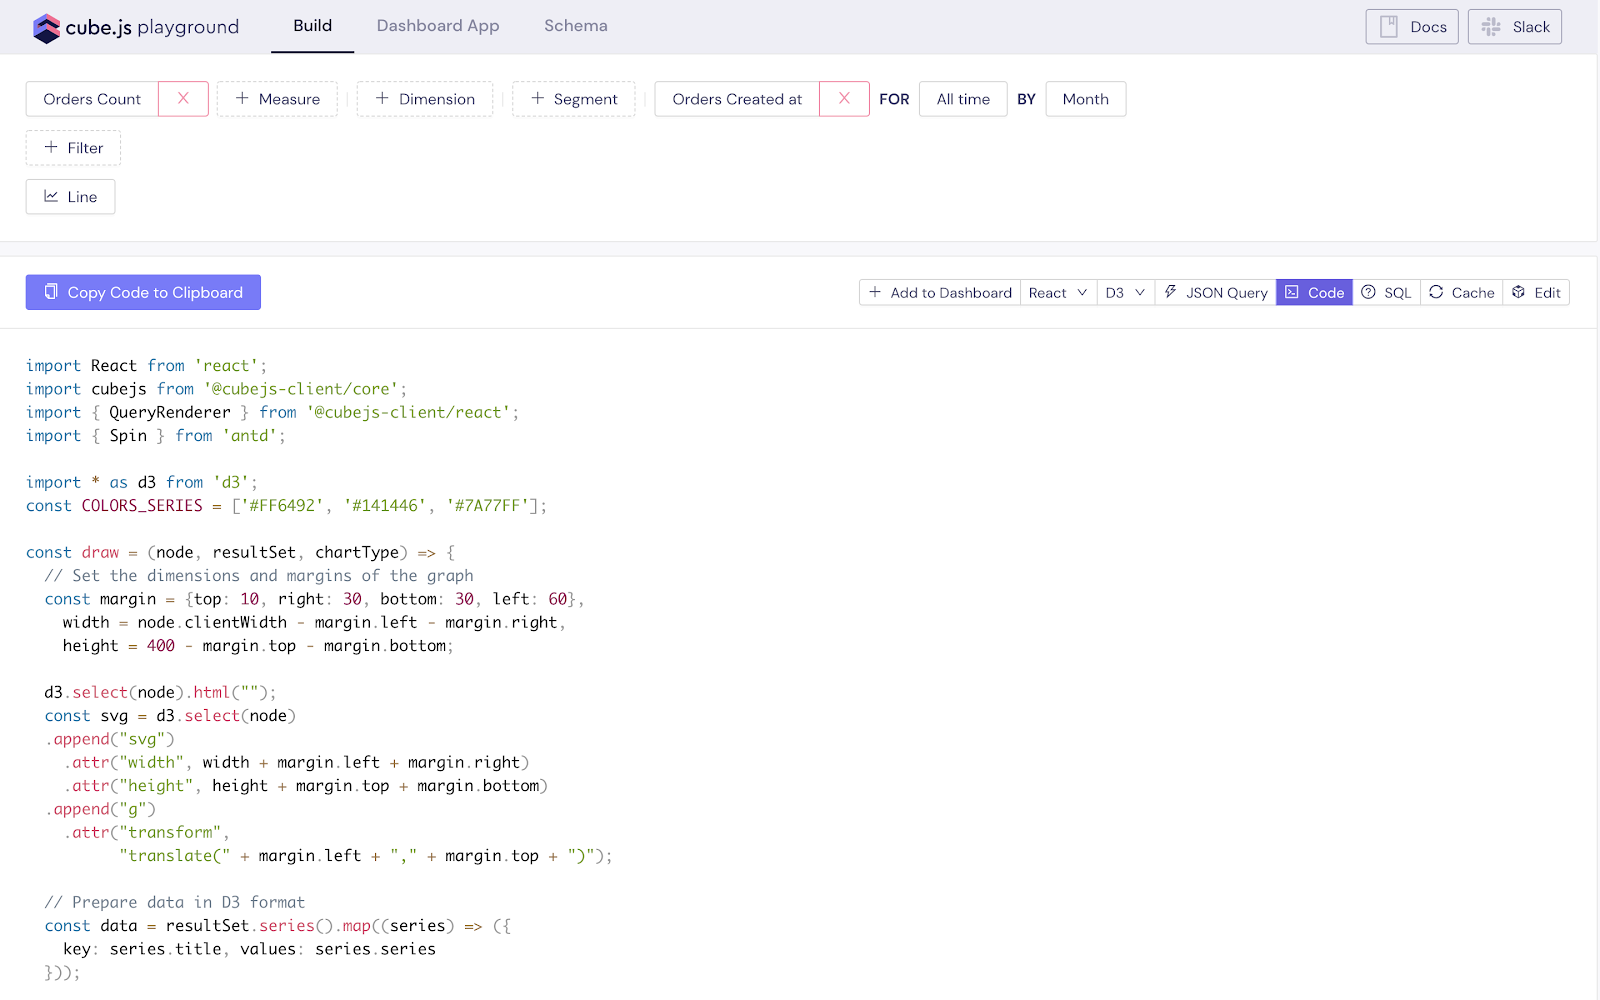 cube.js playground Build Dashboard App Schema Docs Slack
Orders Count X + Measure + Dimension + Segment Orders Created at X FOR All time BY Month
+ Filter
Line
Copy Code to Clipboard + Add to Dashboard React D3 JSON Query Code SQL Cache Edit
import React from 'react';
import cubejs from '@cubejs-client/core';
import { QueryRenderer } from '@cubejs-client/react';
import { Spin } from 'antd';
import * as d3 from 'd3';
const COLORS_SERIES = ['#FF6492', '#141446', '#7A77FF'];
const draw = (node, resultSet, chartType) => {
  // Set the dimensions and margins of the graph
  const margin = {top: 10, right: 30, bottom: 30, left: 60},
    width = node.clientWidth - margin.left - margin.right,
    height = 400 - margin.top - margin.bottom;
  d3.select(node).html("");
  const svg = d3.select(node)
  .append("svg")
    .attr("width", width + margin.left + margin.right)
    .attr("height", height + margin.top + margin.bottom)
  .append("g")
    .attr("transform",
          "translate(" + margin.left + "," + margin.top + ")");
  // Prepare data in D3 format
  const data = resultSet.series().map((series) => ({
    key: series.title, values: series.series
  }));